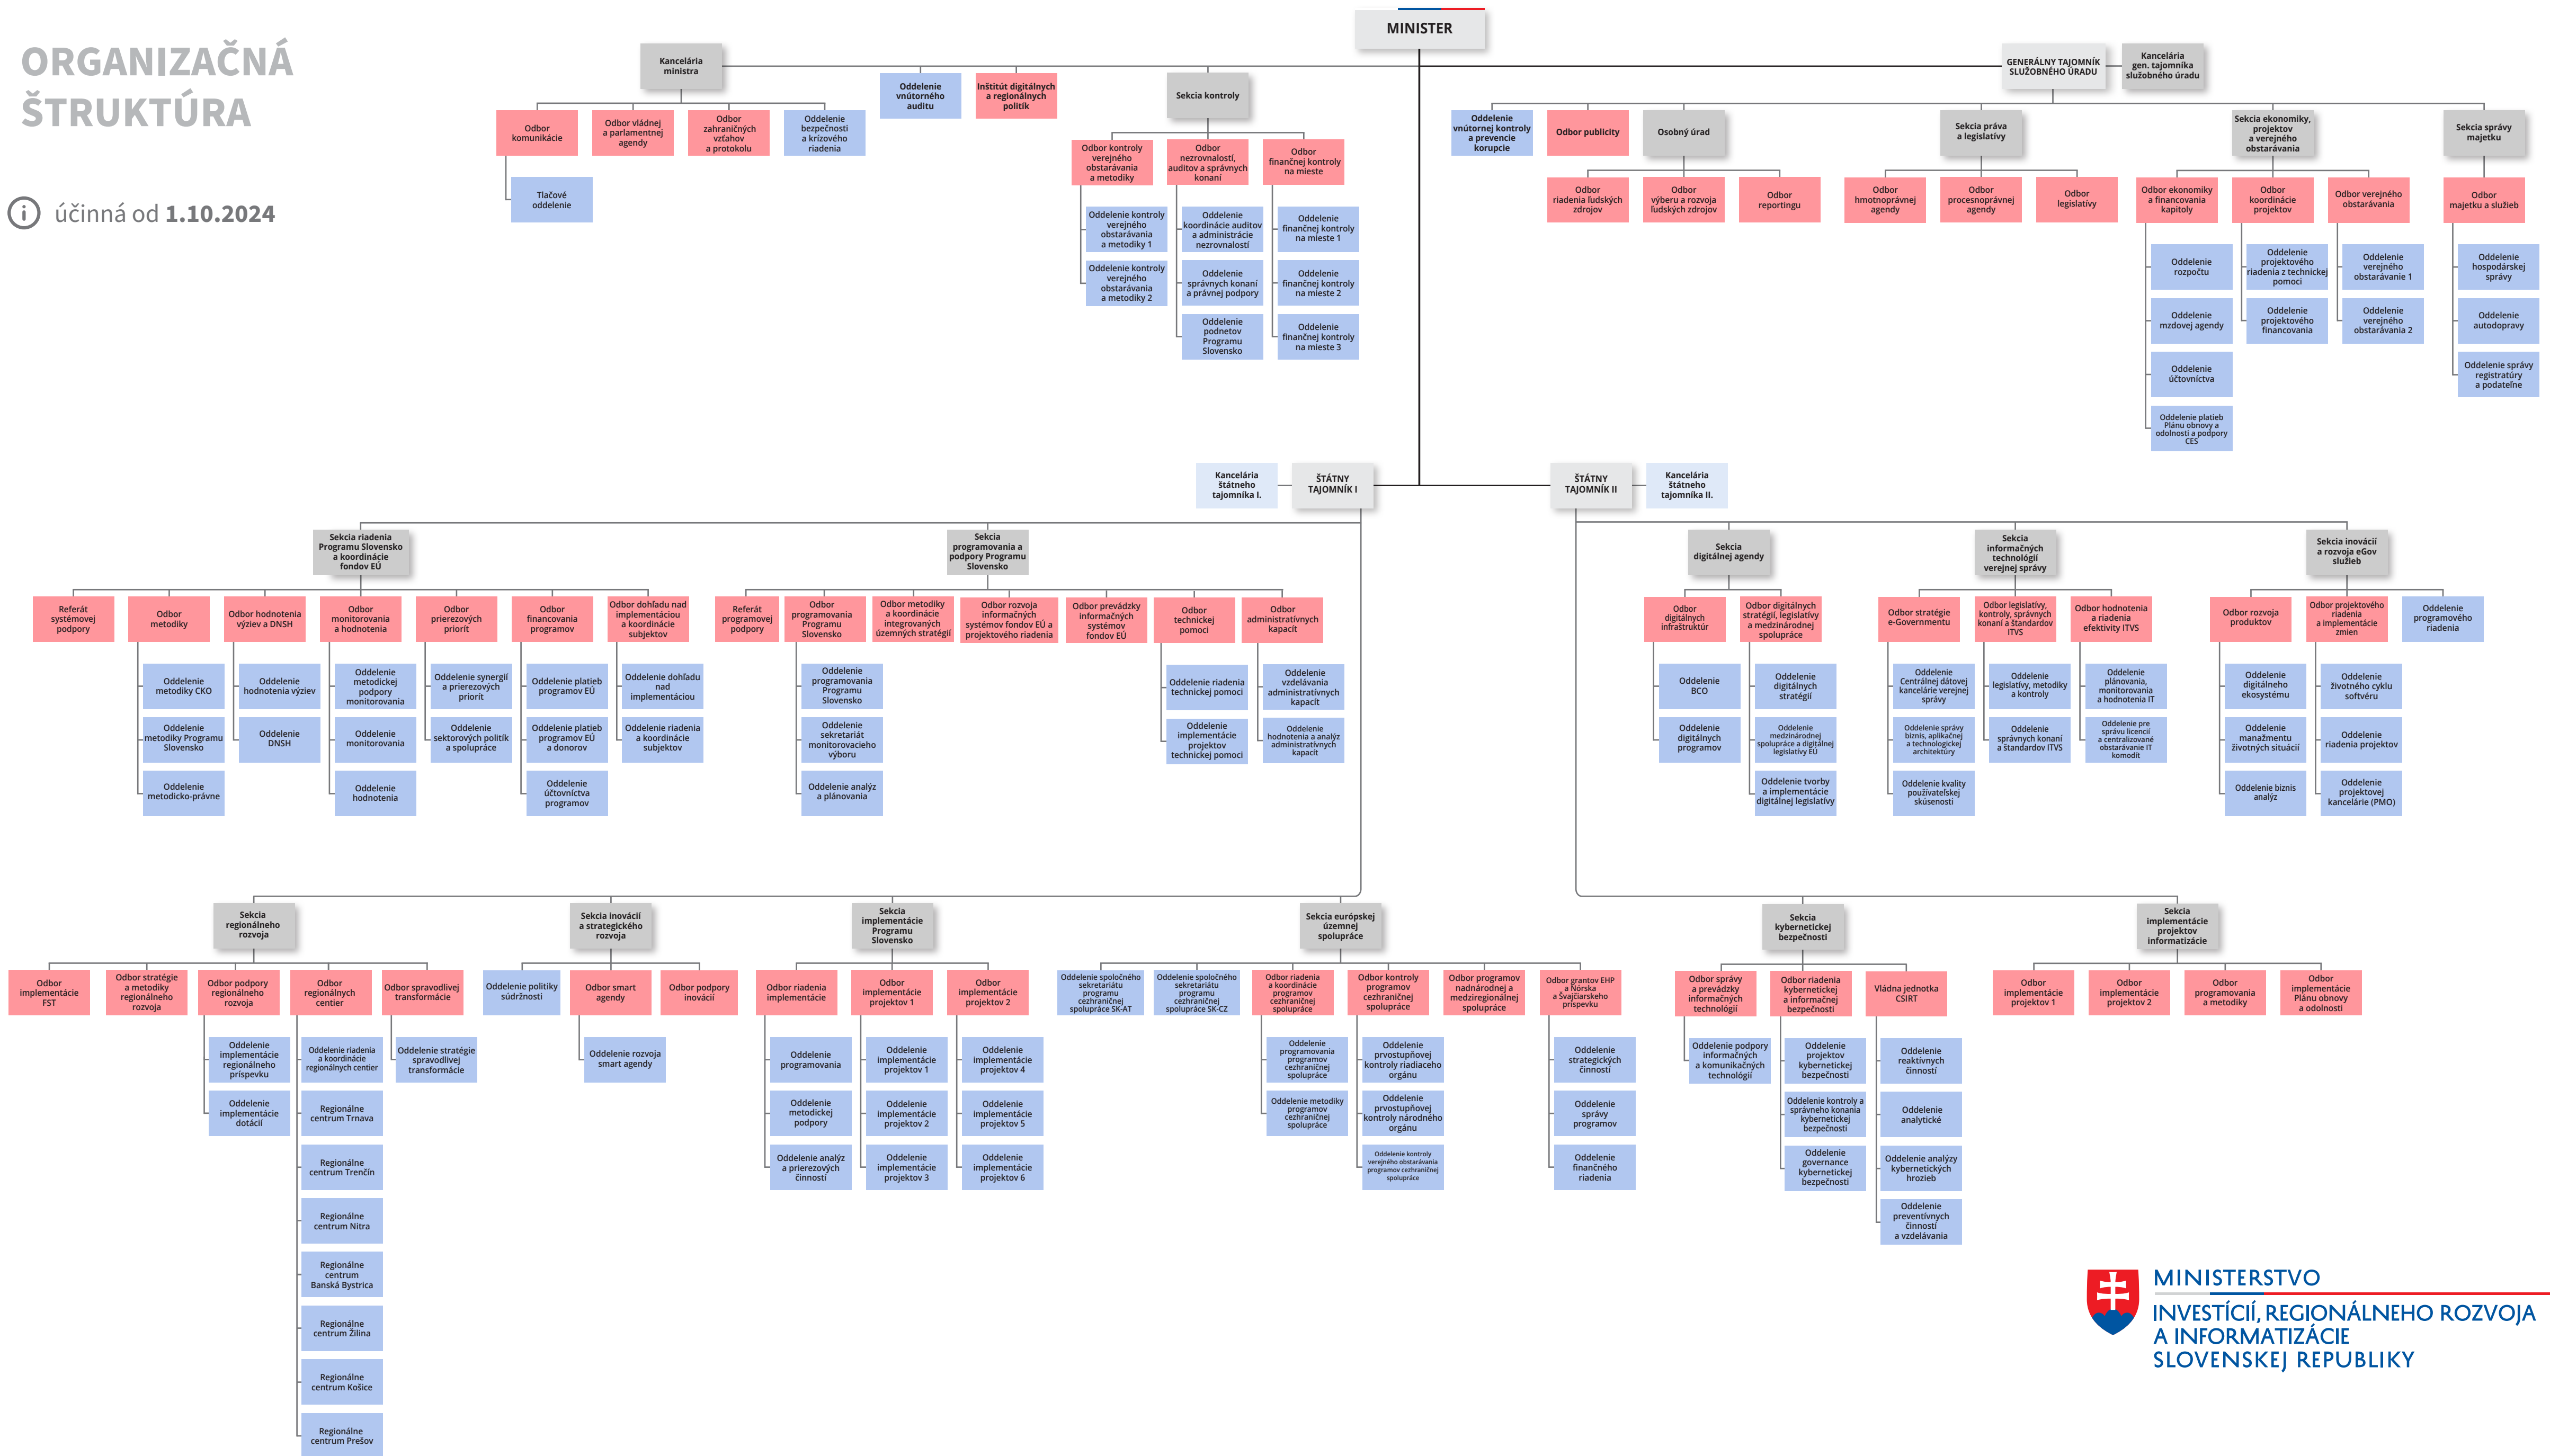 ORGANIZAČNÁ
ŠTRUKTÚRA
účinná od 1.10.2024
MINISTER
Kancelária
ministra
Odbor
komunikácie
Tlačové
oddelenie
Odbor vládnej
a parlamentnej
agendy
Odbor
zahraničných
vzťahov
a protokolu
Oddelenie
bezpečnosti
a krízového
riadenia
Oddelenie
vnútorného
auditu
Inštitút digitálnych
a regionálnych
politík
Sekcia kontroly
Odbor kontroly
verejného
obstarávania
a metodiky
Oddelenie kontroly
verejného
obstarávania
a metodiky 1
Oddelenie kontroly
verejného
obstarávania
a metodiky 2
Odbor
nezrovnalostí,
auditov a správnych
konaní
Oddelenie
koordinácie auditov
a administrácie
nezrovnalostí
Oddelenie
správnych konaní
a právnej podpory
Oddelenie
podnetov
Programu
Slovensko
Odbor
finančnej kontroly
na mieste
Oddelenie
finančnej kontroly
na mieste 1
Oddelenie
finančnej kontroly
na mieste 2
Oddelenie
finančnej kontroly
na mieste 3
GENERÁLNY TAJOMNÍK
SLUŽOBNÉHO ÚRADU
Kancelária
gen. tajomníka
služobného úradu
Oddelenie
vnútornej kontroly
a prevencie
korupcie
Odbor publicity
Osobný úrad
Odbor
riadenia ľudských
zdrojov
Odbor
výberu a rozvoja
ľudských zdrojov
Odbor
reportingu
Sekcia práva
a legislatívy
Odbor
hmotnoprávnej
agendy
Odbor
procesnoprávnej
agendy
Odbor
legislatívy
Sekcia ekonomiky,
projektov
a verejného
obstarávania
Odbor ekonomiky
a financovania
kapitoly
Oddelenie
rozpočtu
Oddelenie
mzdovej agendy
Oddelenie
účtovníctva
Oddelenie platieb
Plánu obnovy a
odolnosti a podpory
CES
Odbor
koordinácie
projektov
Oddelenie
projektového
riadenia z technickej
pomoci
Oddelenie
projektového
financovania
Odbor verejného
obstarávania
Oddelenie
verejného
obstarávanie 1
Oddelenie
verejného
obstarávania 2
Sekcia správy
majetku
Odbor
majetku a služieb
Oddelenie
hospodárskej
správy
Oddelenie
autodopravy
Oddelenie správy
registratúry
a podateľne
Kancelária
štátneho
tajomníka I.
ŠTÁTNY
TAJOMNÍK I
ŠTÁTNY
TAJOMNÍK II
Kancelária
štátneho
tajomníka II.
Sekcia riadenia
Programu Slovensko
a koordinácie
fondov EÚ
Referát
systémovej
podpory
Odbor
metodiky
Oddelenie
metodiky CKO
Oddelenie
metodiky Programu
Slovensko
Oddelenie
metodicko-právne
Odbor hodnotenia
výziev a DNSH
Oddelenie
hodnotenia výziev
Oddelenie
DNSH
Odbor
monitorovania
a hodnotenia
Oddelenie
metodickej
podpory
monitorovania
Oddelenie
monitorovania
Oddelenie
hodnotenia
Odbor
prierezových
priorít
Oddelenie synergií
a prierezových
priorít
Oddelenie
sektorových politík
a spolupráce
Odbor
financovania
programov
Oddelenie platieb
programov EÚ
Oddelenie platieb
programov EÚ
a donorov
Oddelenie
účtovníctva
programov
Odbor dohľadu nad
implementáciou
a koordinácie
subjektov
Oddelenie dohľadu
nad
implementáciou
Oddelenie riadenia
a koordinácie
subjektov
Sekcia
programovania a
podpory Programu
Slovensko
Referát
programovej
podpory
Odbor
programovania
Programu
Slovensko
Oddelenie
programovania
Programu
Slovensko
Oddelenie
sekretariát
monitorovacieho
výboru
Oddelenie analýz
a plánovania
Odbor metodiky
a koordinácie
integrovaných
územných stratégií
Odbor rozvoja
informačných
systémov fondov EÚ a
projektového riadenia
Odbor prevádzky
informačných
systémov
fondov EÚ
Odbor
technickej
pomoci
Oddelenie riadenia
technickej pomoci
Oddelenie
implementácie
projektov
technickej pomoci
Odbor
administratívnych
kapacít
Oddelenie
vzdelávania
administratívnych
kapacít
Oddelenie
hodnotenia a analýz
administratívnych
kapacít
Sekcia
digitálnej agendy
Odbor
digitálnych
infraštruktúr
Oddelenie
BCO
Oddelenie
digitálnych
programov
Odbor digitálnych
stratégií, legislatívy
a medzinárodnej
spolupráce
Oddelenie
digitálnych
stratégií
Oddelenie
medzinárodnej
spolupráce a digitálnej
legislatívy EÚ
Oddelenie tvorby
a implementácie
digitálnej legislatívy
Sekcia
informačných
technológií
verejnej správy
Odbor stratégie
e-Governmentu
Oddelenie
Centrálnej dátovej
kancelárie verejnej
správy
Oddelenie správy
biznis, aplikačnej
a technologickej
architektúry
Oddelenie kvality
používateľskej
skúsenosti
Odbor legislatívy,
kontroly, správnych
konaní a štandardov
ITVS
Oddelenie
legislatívy, metodiky
a kontroly
Oddelenie
správnych konaní
a štandardov ITVS
Odbor hodnotenia
a riadenia
efektivity ITVS
Oddelenie
plánovania,
monitorovania
a hodnotenia IT
Oddelenie pre
správu licencií
a centralizované
obstarávanie IT
komodít
Sekcia inovácií
a rozvoja eGov
služieb
Odbor rozvoja
produktov
Oddelenie
digitálneho
ekosystému
Oddelenie
manažmentu
životných situácií
Oddelenie biznis
analýz
Odbor projektového
riadenia
a implementácie
zmien
Oddelenie
životného cyklu
softvéru
Oddelenie
riadenia projektov
Oddelenie
projektovej
kancelárie (PMO)
Oddelenie
programového
riadenia
Sekcia
regionálneho
rozvoja
Odbor
implementácie
FST
Odbor stratégie
a metodiky
regionálneho
rozvoja
Odbor podpory
regionálneho
rozvoja
Oddelenie
implementácie
regionálneho
príspevku
Oddelenie
implementácie
dotácií
Odbor
regionálnych
centier
Oddelenie riadenia
a koordinácie
regionálnych centier
Regionálne
centrum Trnava
Regionálne
centrum Trenčín
Regionálne
centrum Nitra
Regionálne
centrum
Banská Bystrica
Regionálne
centrum Žilina
Regionálne
centrum Košice
Regionálne
centrum Prešov
Odbor spravodlivej
transformácie
Oddelenie stratégie
spravodlivej
transformácie
Sekcia inovácií
a strategického
rozvoja
Oddelenie politiky
súdržnosti
Odbor smart
agendy
Oddelenie rozvoja
smart agendy
Odbor podpory
inovácií
Sekcia
implementácie
Programu
Slovensko
Odbor riadenia
implementácie
Oddelenie
programovania
Oddelenie
metodickej
podpory
Oddelenie analýz
a prierezových
činností
Odbor
implementácie
projektov 1
Oddelenie
implementácie
projektov 1
Oddelenie
implementácie
projektov 2
Oddelenie
implementácie
projektov 3
Odbor
implementácie
projektov 2
Oddelenie
implementácie
projektov 4
Oddelenie
implementácie
projektov 5
Oddelenie
implementácie
projektov 6
Sekcia európskej
územnej
spolupráce
Oddelenie spoločného
sekretariátu
programu
cezhraničnej
spolupráce SK-AT
Oddelenie spoločného
sekretariátu
programu
cezhraničnej
spolupráce SK-CZ
Odbor riadenia
a koordinácie
programov
cezhraničnej
spolupráce
Oddelenie
programovania
programov
cezhraničnej
spolupráce
Oddelenie metodiky
programov
cezhraničnej
spolupráce
Odbor kontroly
programov
cezhraničnej
spolupráce
Oddelenie
prvostupňovej
kontroly riadiaceho
orgánu
Oddelenie
prvostupňovej
kontroly národného
orgánu
Oddelenie kontroly
verejného obstarávania
programov cezhraničnej
spolupráce
Odbor programov
nadnárodnej a
medziregionálnej
spolupráce
Odbor grantov EHP
a Nórska
a Švajčiarskeho
príspevku
Oddelenie
strategických
činností
Oddelenie
správy
programov
Oddelenie
finančného
riadenia
Sekcia
kybernetickej
bezpečnosti
Odbor správy
a prevádzky
informačných
technológií
Oddelenie podpory
informačných
a komunikačných
technológií
Odbor riadenia
kybernetickej
a informačnej
bezpečnosti
Oddelenie
projektov
kybernetickej
bezpečnosti
Oddelenie kontroly a
správneho konania
kybernetickej
bezpečnosti
Oddelenie
governance
kybernetickej
bezpečnosti
Vládna jednotka
CSIRT
Oddelenie
reaktívnych
činností
Oddelenie
analytické
Oddelenie analýzy
kybernetických
hrozieb
Oddelenie
preventívnych
činností
a vzdelávania
Sekcia
implementácie
projektov
informatizácie
Odbor
implementácie
projektov 1
Odbor
implementácie
projektov 2
Odbor
programovania
a metodiky
Odbor
implementácie
Plánu obnovy
a odolnosti
MINISTERSTVO
INVESTÍCIÍ, REGIONÁLNEHO ROZVOJA
A INFORMATIZÁCIE
SLOVENSKEJ REPUBLIKY